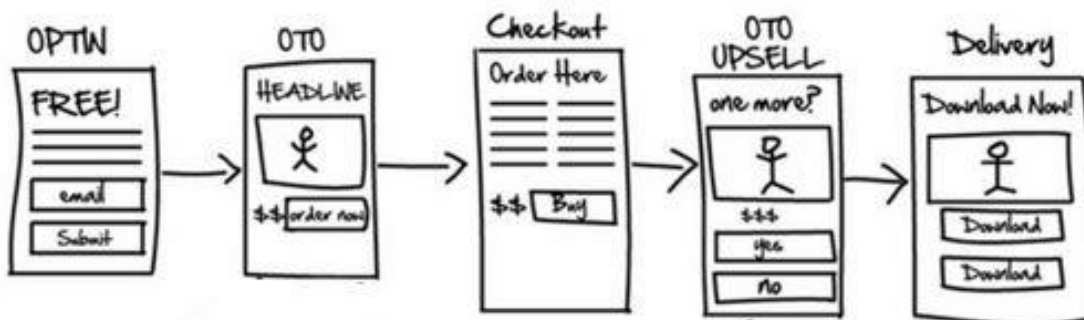 OPTIN
FREE!
email
Submit
OTO
HEADLINE
$$ order now
Checkout
Order Here
$$ Buy
OTO
UPSELL
one more?
$$$
yes
no
Delivery
Download Now!
Download
Download